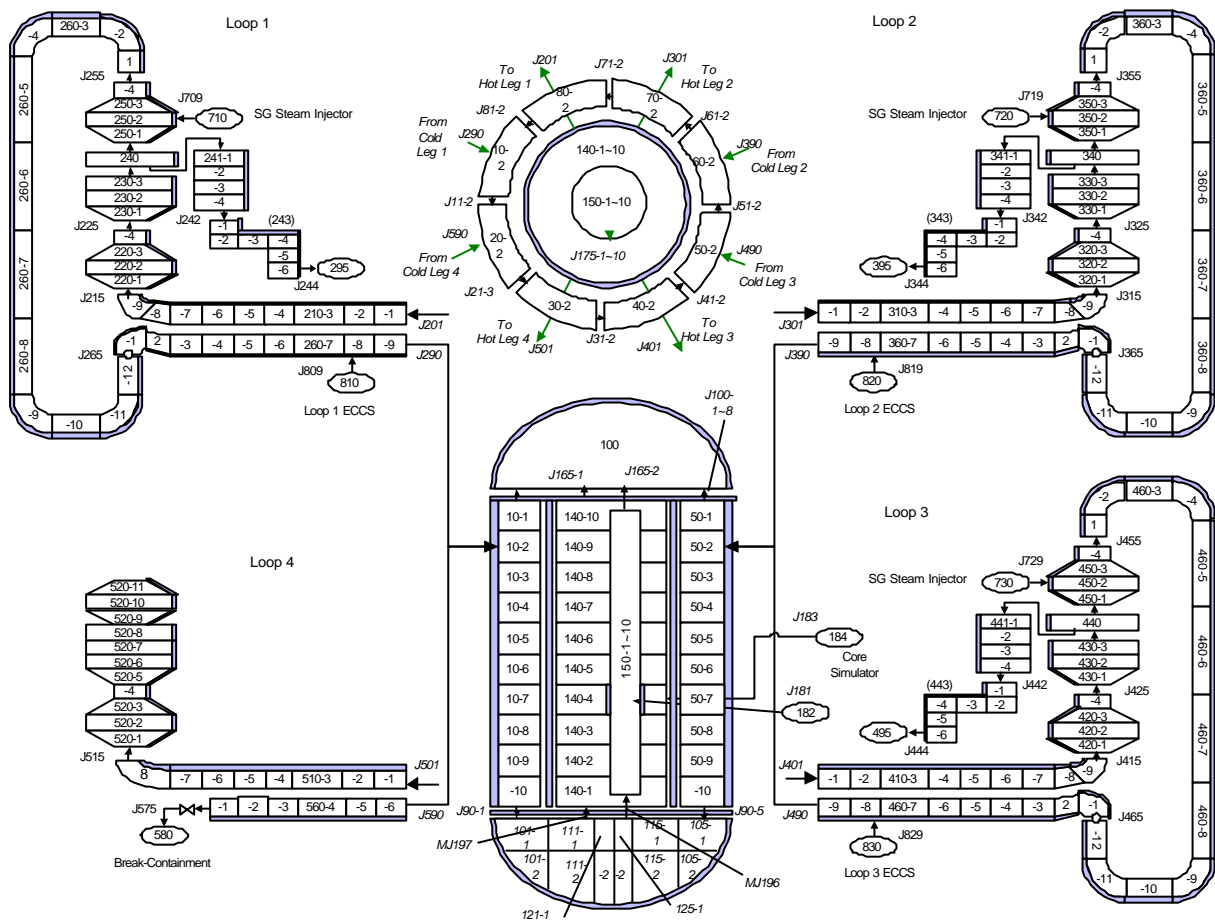 Loop 1
260-3
-4
-2
1
J255
-4
250-3
250-2
250-1
J709
710
SG Steam Injector
240
241-1
-2
-3
-4
230-3
230-2
230-1
J225
J242
(243)
-1
-2
-3
-4
-5
-6
295
J244
-4
220-3
220-2
220-1
J215
-9
-8
-7
-6
-5
-4
210-3
-2
-1
J201
-1
2
-3
-4
-5
-6
260-7
-8
-9
J290
J265
J809
810
Loop 1 ECCS
260-5
260-6
260-7
260-8
-9
-10
-11
-12
To
Hot Leg 1
J201
J71-2
J301
To
Hot Leg 2
J81-2
80-
2
70-
2
J61-2
J290
From
Cold
Leg 1
10-
2
140-1~10
60-2
J390
From
Cold Leg 2
150-1~10
J11-2
J51-2
J590
From
Cold Leg 4
20-
2
J175-1~10
50-2
J490
From
Cold Leg 3
J21-3
30-2
40-2
J41-2
To
Hot Leg 4
J501
J31-2
J401
To
Hot Leg 3
Loop 2
360-3
-2
-4
1
J355
-4
350-3
350-2
350-1
J719
720
SG Steam Injector
340
341-1
-2
-3
-4
330-3
330-2
330-1
J325
J342
(343)
-1
-4
-3
-2
-5
-6
395
J344
-4
320-3
320-2
320-1
J315
J301
-1
-2
310-3
-4
-5
-6
-7
-8
-9
J390
-9
-8
360-7
-6
-5
-4
-3
2
-1
J365
J819
820
Loop 2 ECCS
360-5
360-6
360-7
360-8
-12
-11
-10
-9
100
J100-
1~8
J165-1
J165-2
10-1
140-10
50-1
10-2
140-9
50-2
10-3
140-8
50-3
10-4
140-7
50-4
10-5
140-6
50-5
10-6
140-5
50-6
10-7
140-4
50-7
10-8
140-3
50-8
10-9
140-2
50-9
-10
140-1
-10
150-1~10
J183
184
Core
Simulator
J181
182
J90-1
J90-5
101-
1
111-
1
115-
1
105-
1
101-
2
111-
2
-2
-2
115-
2
105-
2
MJ197
MJ196
121-1
125-1
Loop 4
520-11
520-10
520-9
520-8
520-7
520-6
520-5
-4
520-3
520-2
520-1
J515
8
-7
-6
-5
-4
510-3
-2
-1
J501
J575
-1
-2
-3
560-4
-5
-6
J590
580
Break-Containment
Loop 3
460-3
-2
-4
1
J455
-4
450-3
450-2
450-1
J729
730
SG Steam Injector
440
441-1
-2
-3
-4
430-3
430-2
430-1
J425
J442
(443)
-1
-4
-3
-2
-5
-6
495
J444
-4
420-3
420-2
420-1
J415
J401
-1
-2
410-3
-4
-5
-6
-7
-8
-9
J490
-9
-8
460-7
-6
-5
-4
-3
2
-1
J465
J829
830
Loop 3 ECCS
460-5
460-6
460-7
460-8
-12
-11
-10
-9